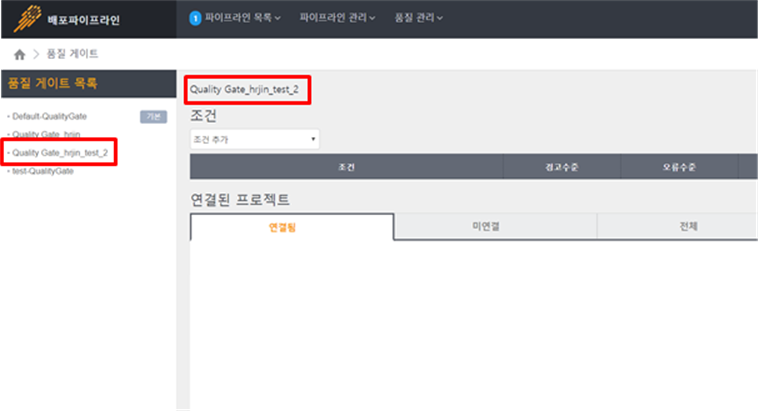 배포파이프라인
1 파이프라인 목록 파이프라인 관리 품질 관리
품질 게이트
품질 게이트 목록
Default-QualityGate 기본
Quality Gate_hrjin
Quality Gate_hrjin_test_2
test-QualityGate
Quality Gate_hrjin_test_2
조건
조건 추가
조건 경고수준 오류수준
연결된 프로젝트
연결됨 미연결 전체